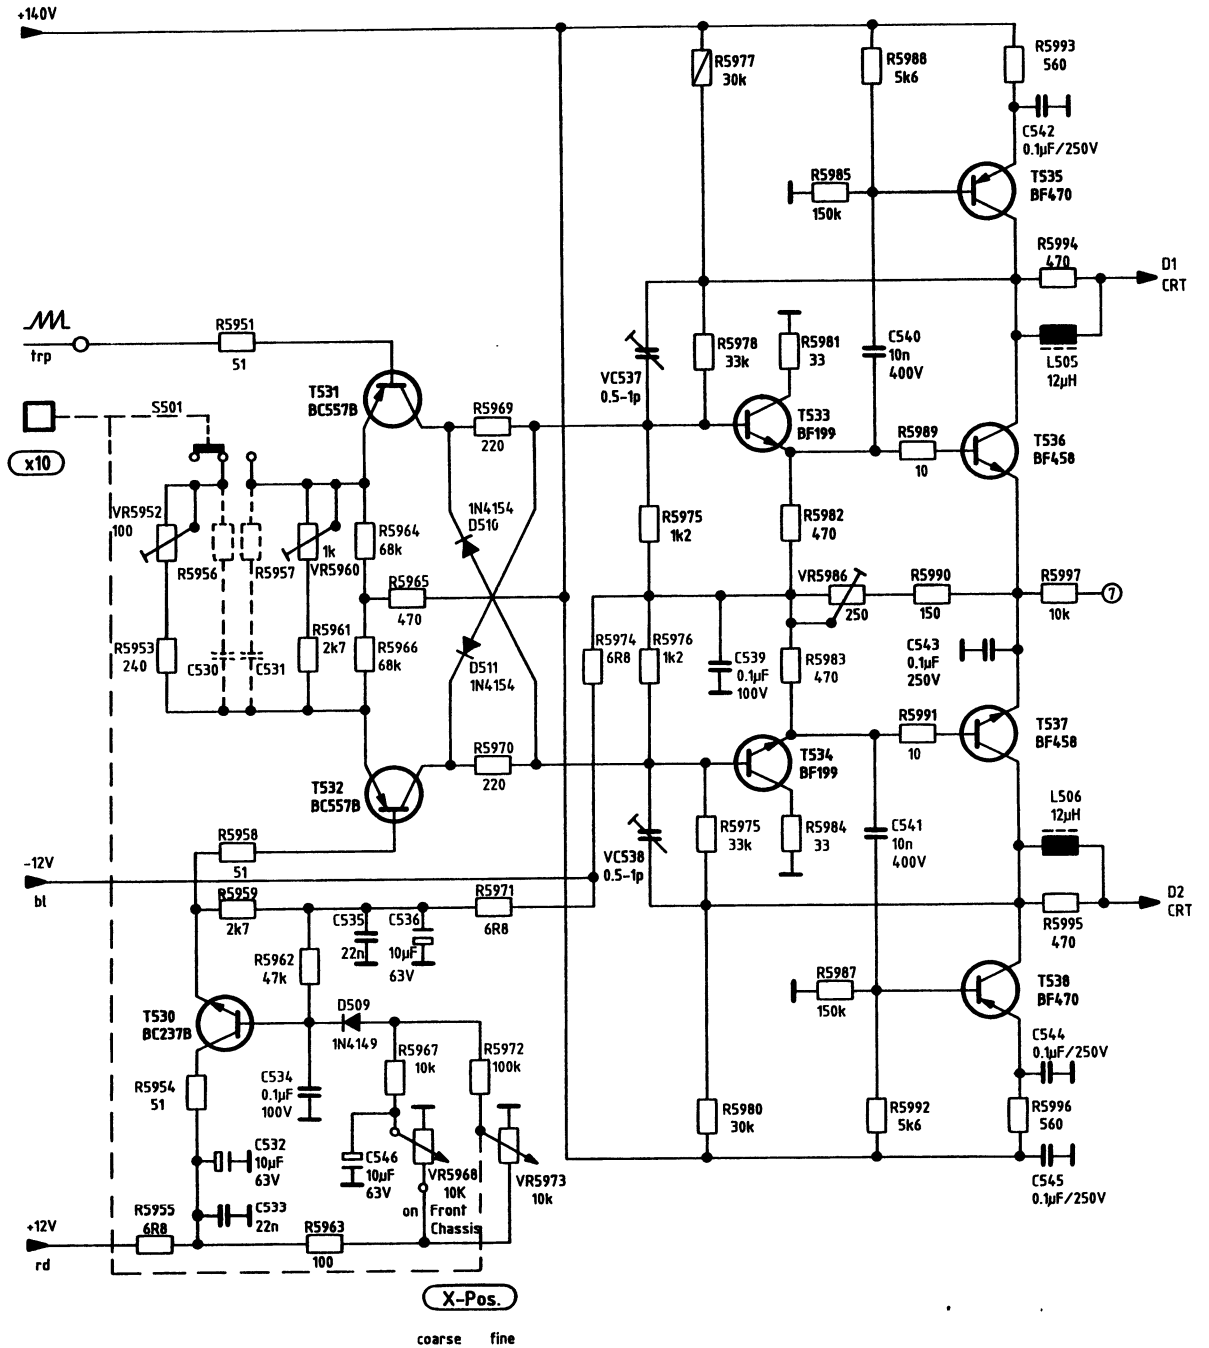 +140V
R5977
30k
R5988
5k6
R5993
560
C542
0.1µF/250V
R5985
150k
T535
BF470
R5994
470
D1
CRT
trp
R5951
51
VC537
0.5-1p
R5978
33k
R5981
33
C540
10n
400V
L505
12µH
T531
BC557B
S501
x10
R5969
220
T533
BF199
R5989
10
T536
BF458
VR5952
100
R5956
R5957
1k
VR5960
R5964
68k
1N4154
D510
R5975
1k2
R5982
470
R5965
470
VR5986
250
R5990
150
R5997
10k
7
R5953
240
C530
C531
R5961
2k7
R5966
68k
D511
1N4154
R5974
6R8
R5976
1k2
C539
0.1µF
100V
R5983
470
C543
0.1µF
250V
T532
BC557B
R5970
220
T534
BF199
R5991
10
T537
BF458
L506
12µH
R5958
51
VC538
0.5-1p
R5975
33k
R5984
33
C541
10n
400V
-12V
bl
R5959
2k7
C535
22n
C536
10µF
63V
R5971
6R8
D2
CRT
R5995
470
R5962
47k
T530
BC237B
D509
1N4149
R5987
150k
T538
BF470
R5954
51
C534
0.1µF
100V
R5967
10k
R5972
100k
C544
0.1µF/250V
R5980
30k
R5992
5k6
R5996
560
C532
10µF
63V
C546
10µF
63V
VR5968
10K
VR5973
10k
C545
0.1µF/250V
C533
22n
on Front
Chassis
+12V
rd
R5955
6R8
R5963
100
X-Pos.
coarse fine